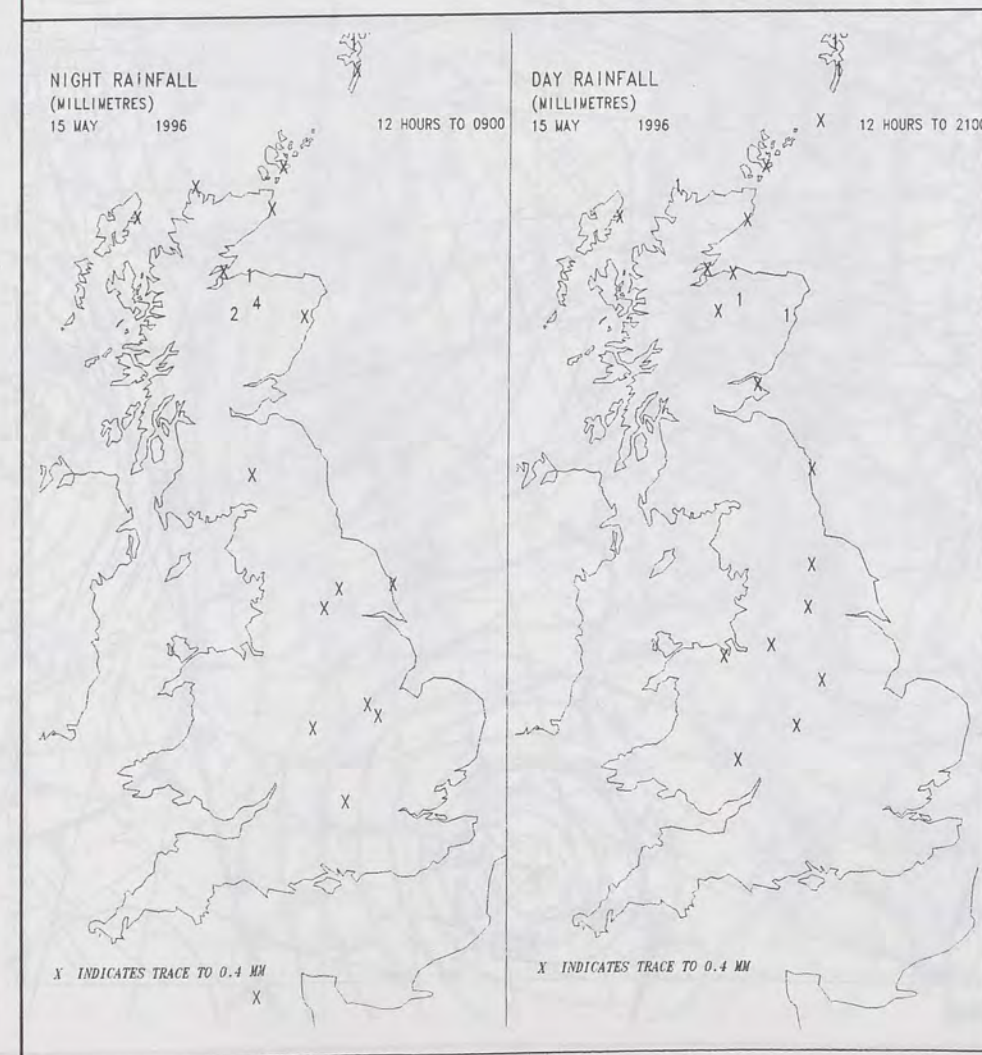 NIGHT RAINFALL
(MILLIMETRES)
15 MAY 1996 12 HOURS TO 0900
X
X
X
X
X
X 1
2 4 X
X
X X
X
X
X
X
X
X INDICATES TRACE TO 0.4 MM
X
DAY RAINFALL
(MILLIMETRES)
15 MAY 1996 X 12 HOURS TO 2100
X
X
1
X X
X X
X 1 1
X
X
X
X
X
X
X
X
X
X INDICATES TRACE TO 0.4 MM